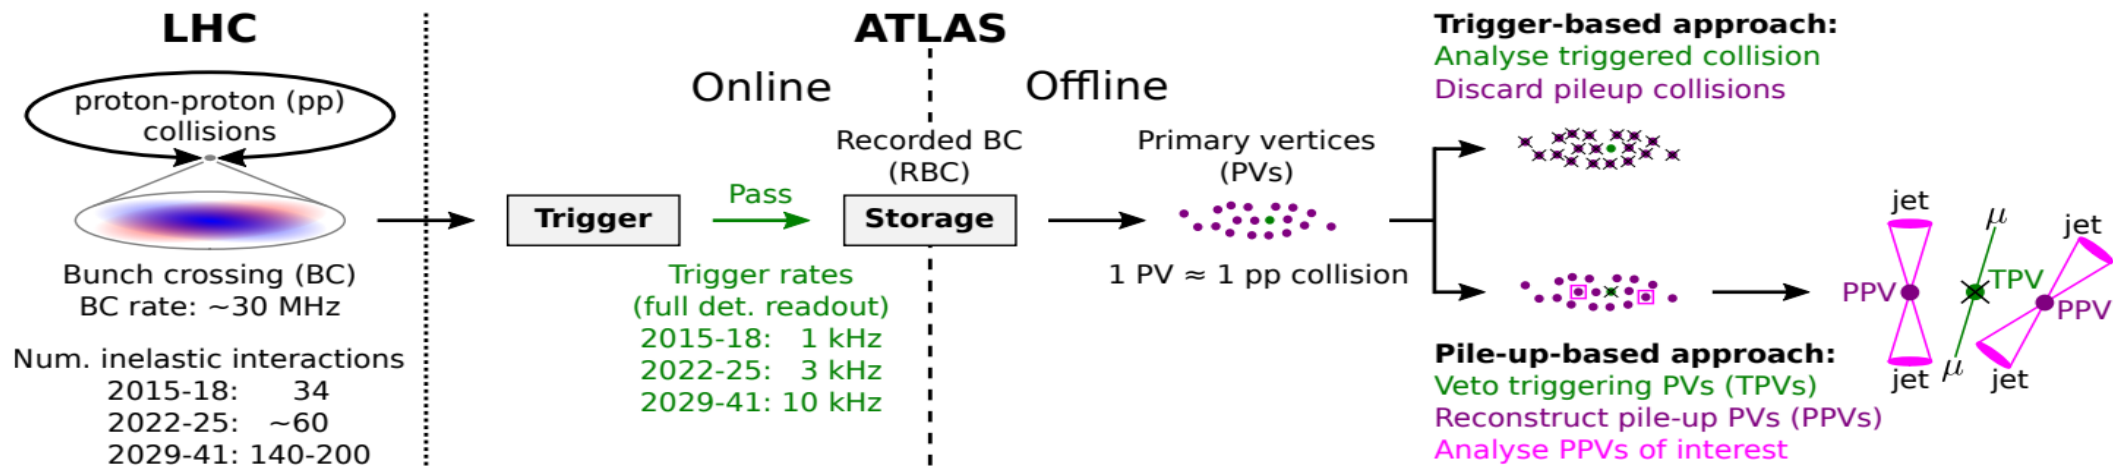 LHC
proton-proton (pp)
collisions
Bunch crossing (BC)
BC rate: ~30 MHz
Num. inelastic interactions
2015-18: 34
2022-25: ~60
2029-41: 140-200
ATLAS
Online
Offline
Trigger
Pass
Trigger rates
(full det. readout)
2015-18: 1 kHz
2022-25: 3 kHz
2029-41: 10 kHz
Recorded BC
(RBC)
Storage
Primary vertices
(PVs)
1 PV ≈ 1 pp collision
Trigger-based approach:
Analyse triggered collision
Discard pileup collisions
Pile-up-based approach:
Veto triggering PVs (TPVs)
Reconstruct pile-up PVs (PPVs)
Analyse PPVs of interest
jet
PPV
jet
μ
TPV
μ
jet
PPV
jet